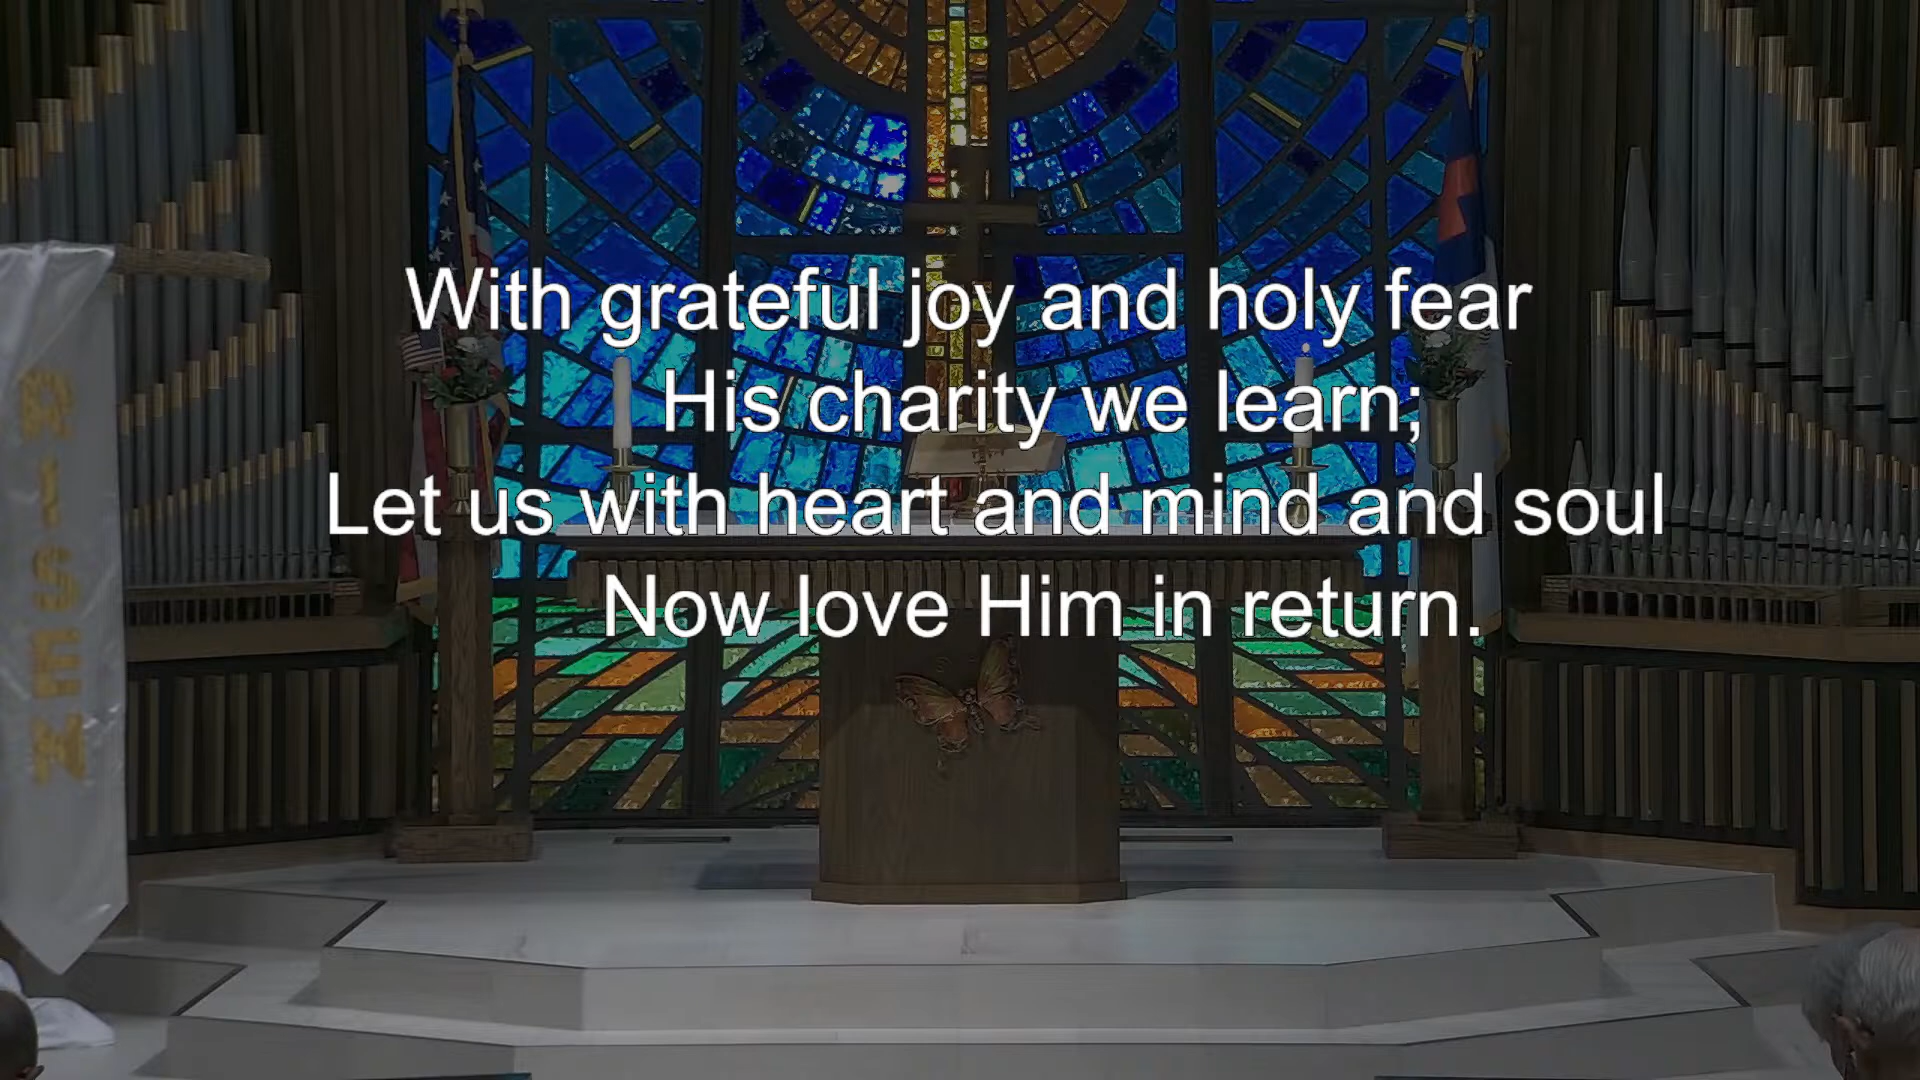 With grateful joy and holy fear
His charity we learn;
Let us with heart and mind and soul
Now love Him in return.
RISEN